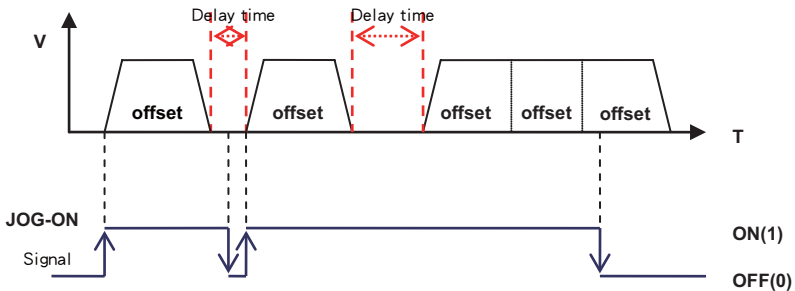 Delay time
Delay time
V
offset
offset
offset
offset
offset
T
JOG-ON
ON(1)
Signal
OFF(0)